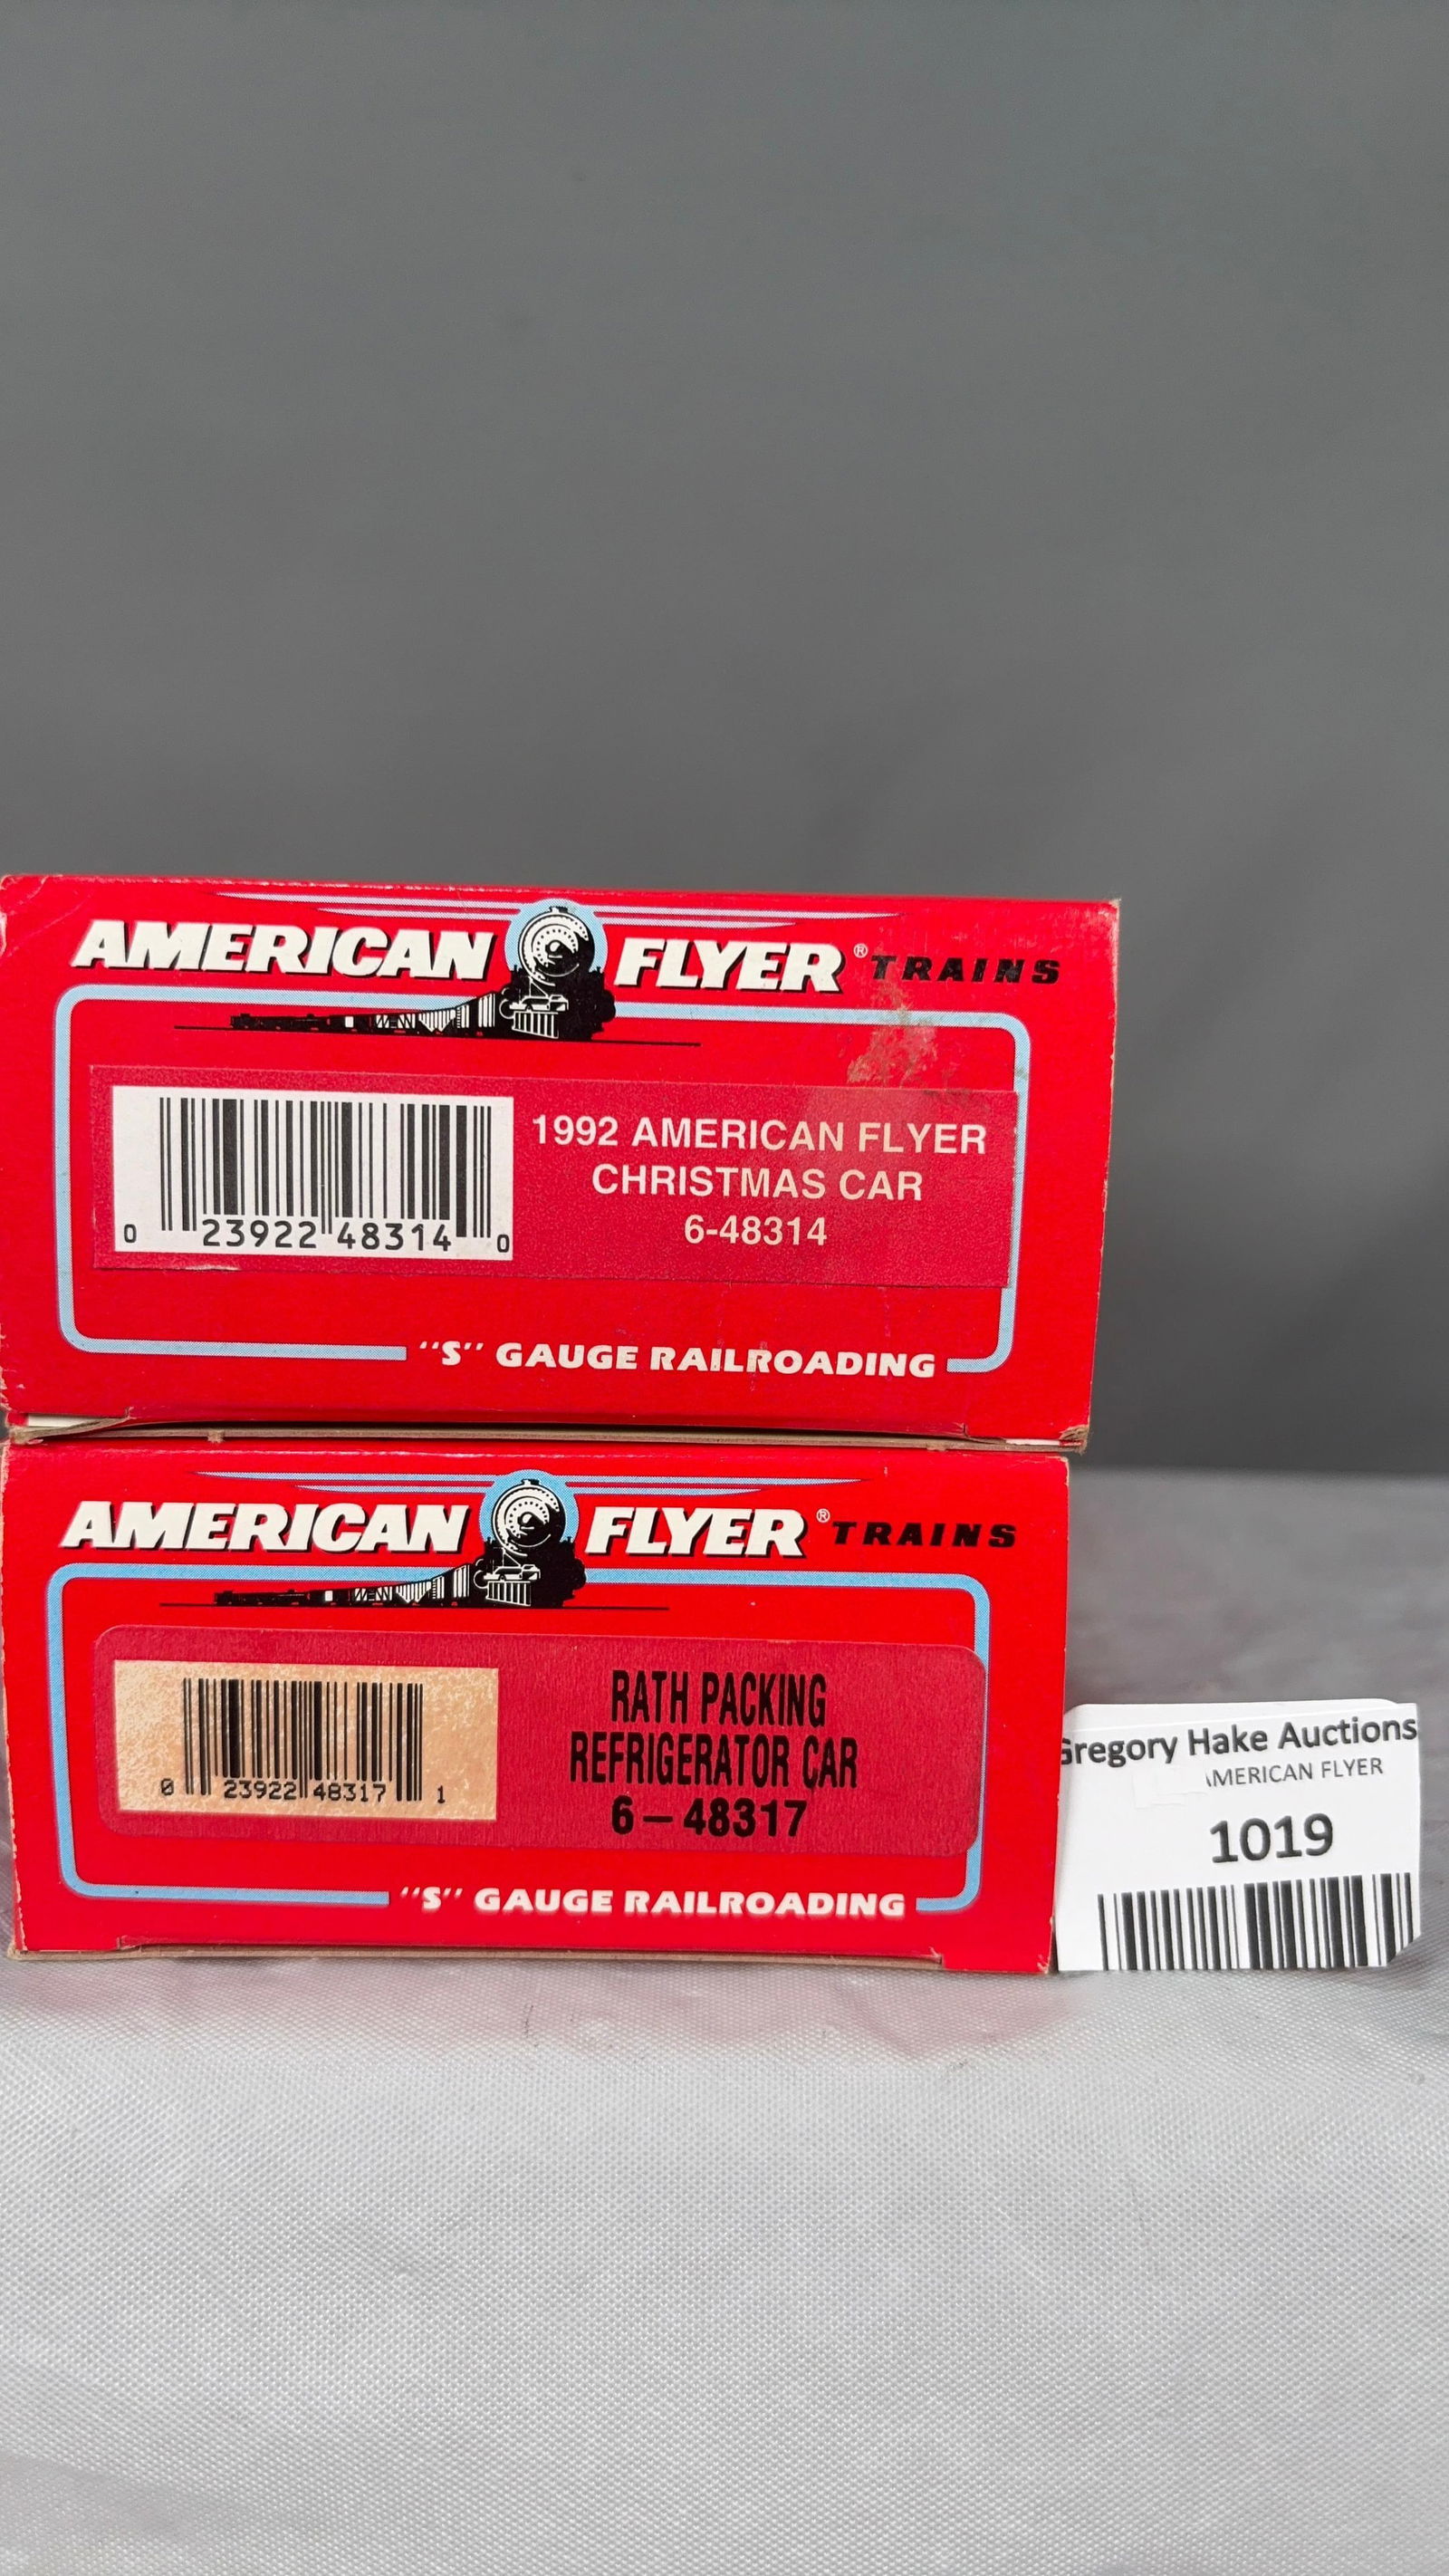 AMERICAN FLYER® TRAINS
1992 AMERICAN FLYER
CHRISTMAS CAR
6-48314
0 23922 48314 0
"S" GAUGE RAILROADING
AMERICAN FLYER® TRAINS
RATH PACKING
REFRIGERATOR CAR
6-48317
0 23922 48317 1
"S" GAUGE RAILROADING
Gregory Hake Auctions
AMERICAN FLYER
1019